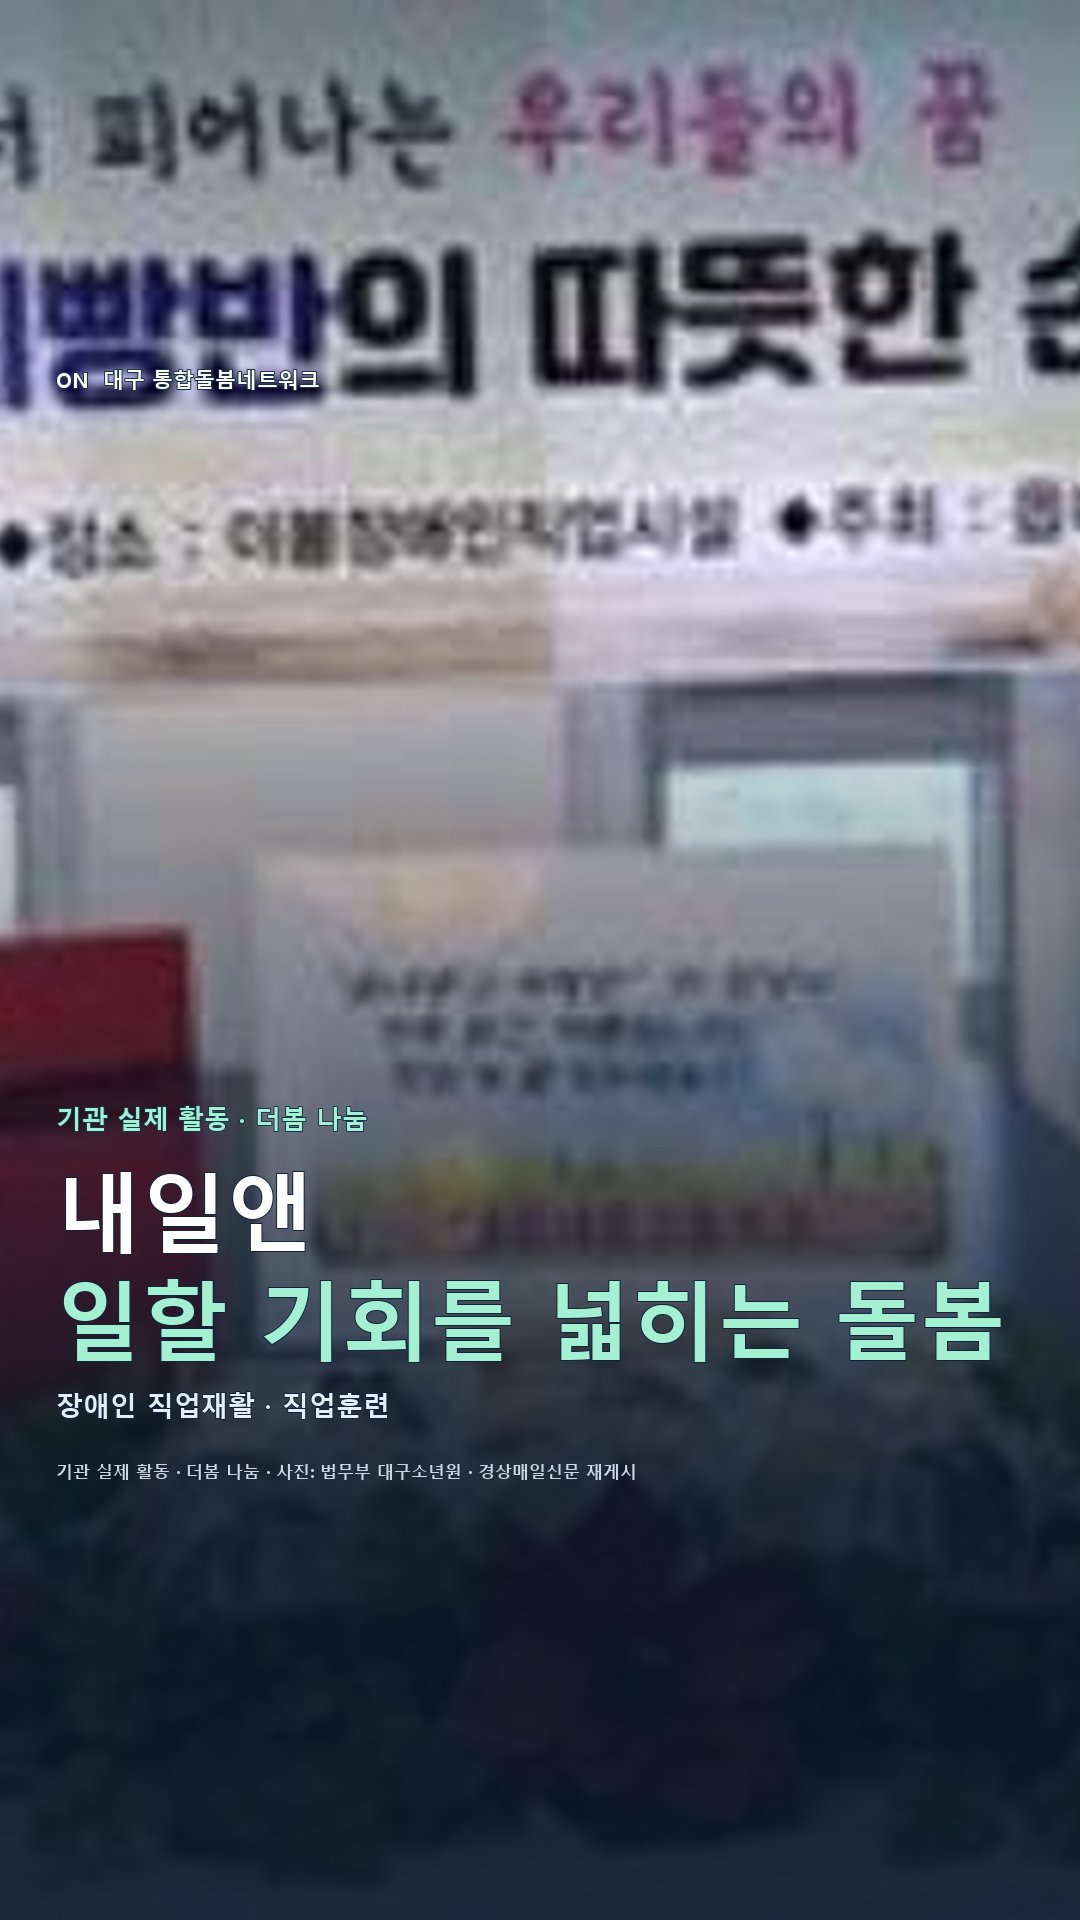 피어나는 우리들의 꿈
빵반의 따뜻한
ON 대구 통합돌봄네트워크
◆장소 : 더봄장애인직업시설 ◆주최 :
기관 실제 활동 · 더봄 나눔
내일앤
일할 기회를 넓히는 돌봄
장애인 직업재활 · 직업훈련
기관 실제 활동 · 더봄 나눔 · 사진: 법무부 대구소년원 · 경상매일신문 재게시